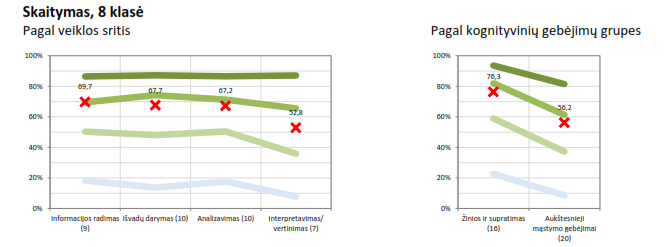 Skaitymas, 8 klasė
Pagal veiklos sritis
Pagal kognityvinių gebėjimų grupes
100%
80%
60%
40%
20%
0%
69,7
67,7
67,2
52,8
Informacijos radimas
(9)
Išvadų darymas (10)
Analizavimas (10)
Interpretavimas/
vertinimas (7)
100%
80%
60%
40%
20%
0%
76,3
56,2
Žinios ir supratimas
(16)
Aukštesnieji
mąstymo gebėjimai
(20)